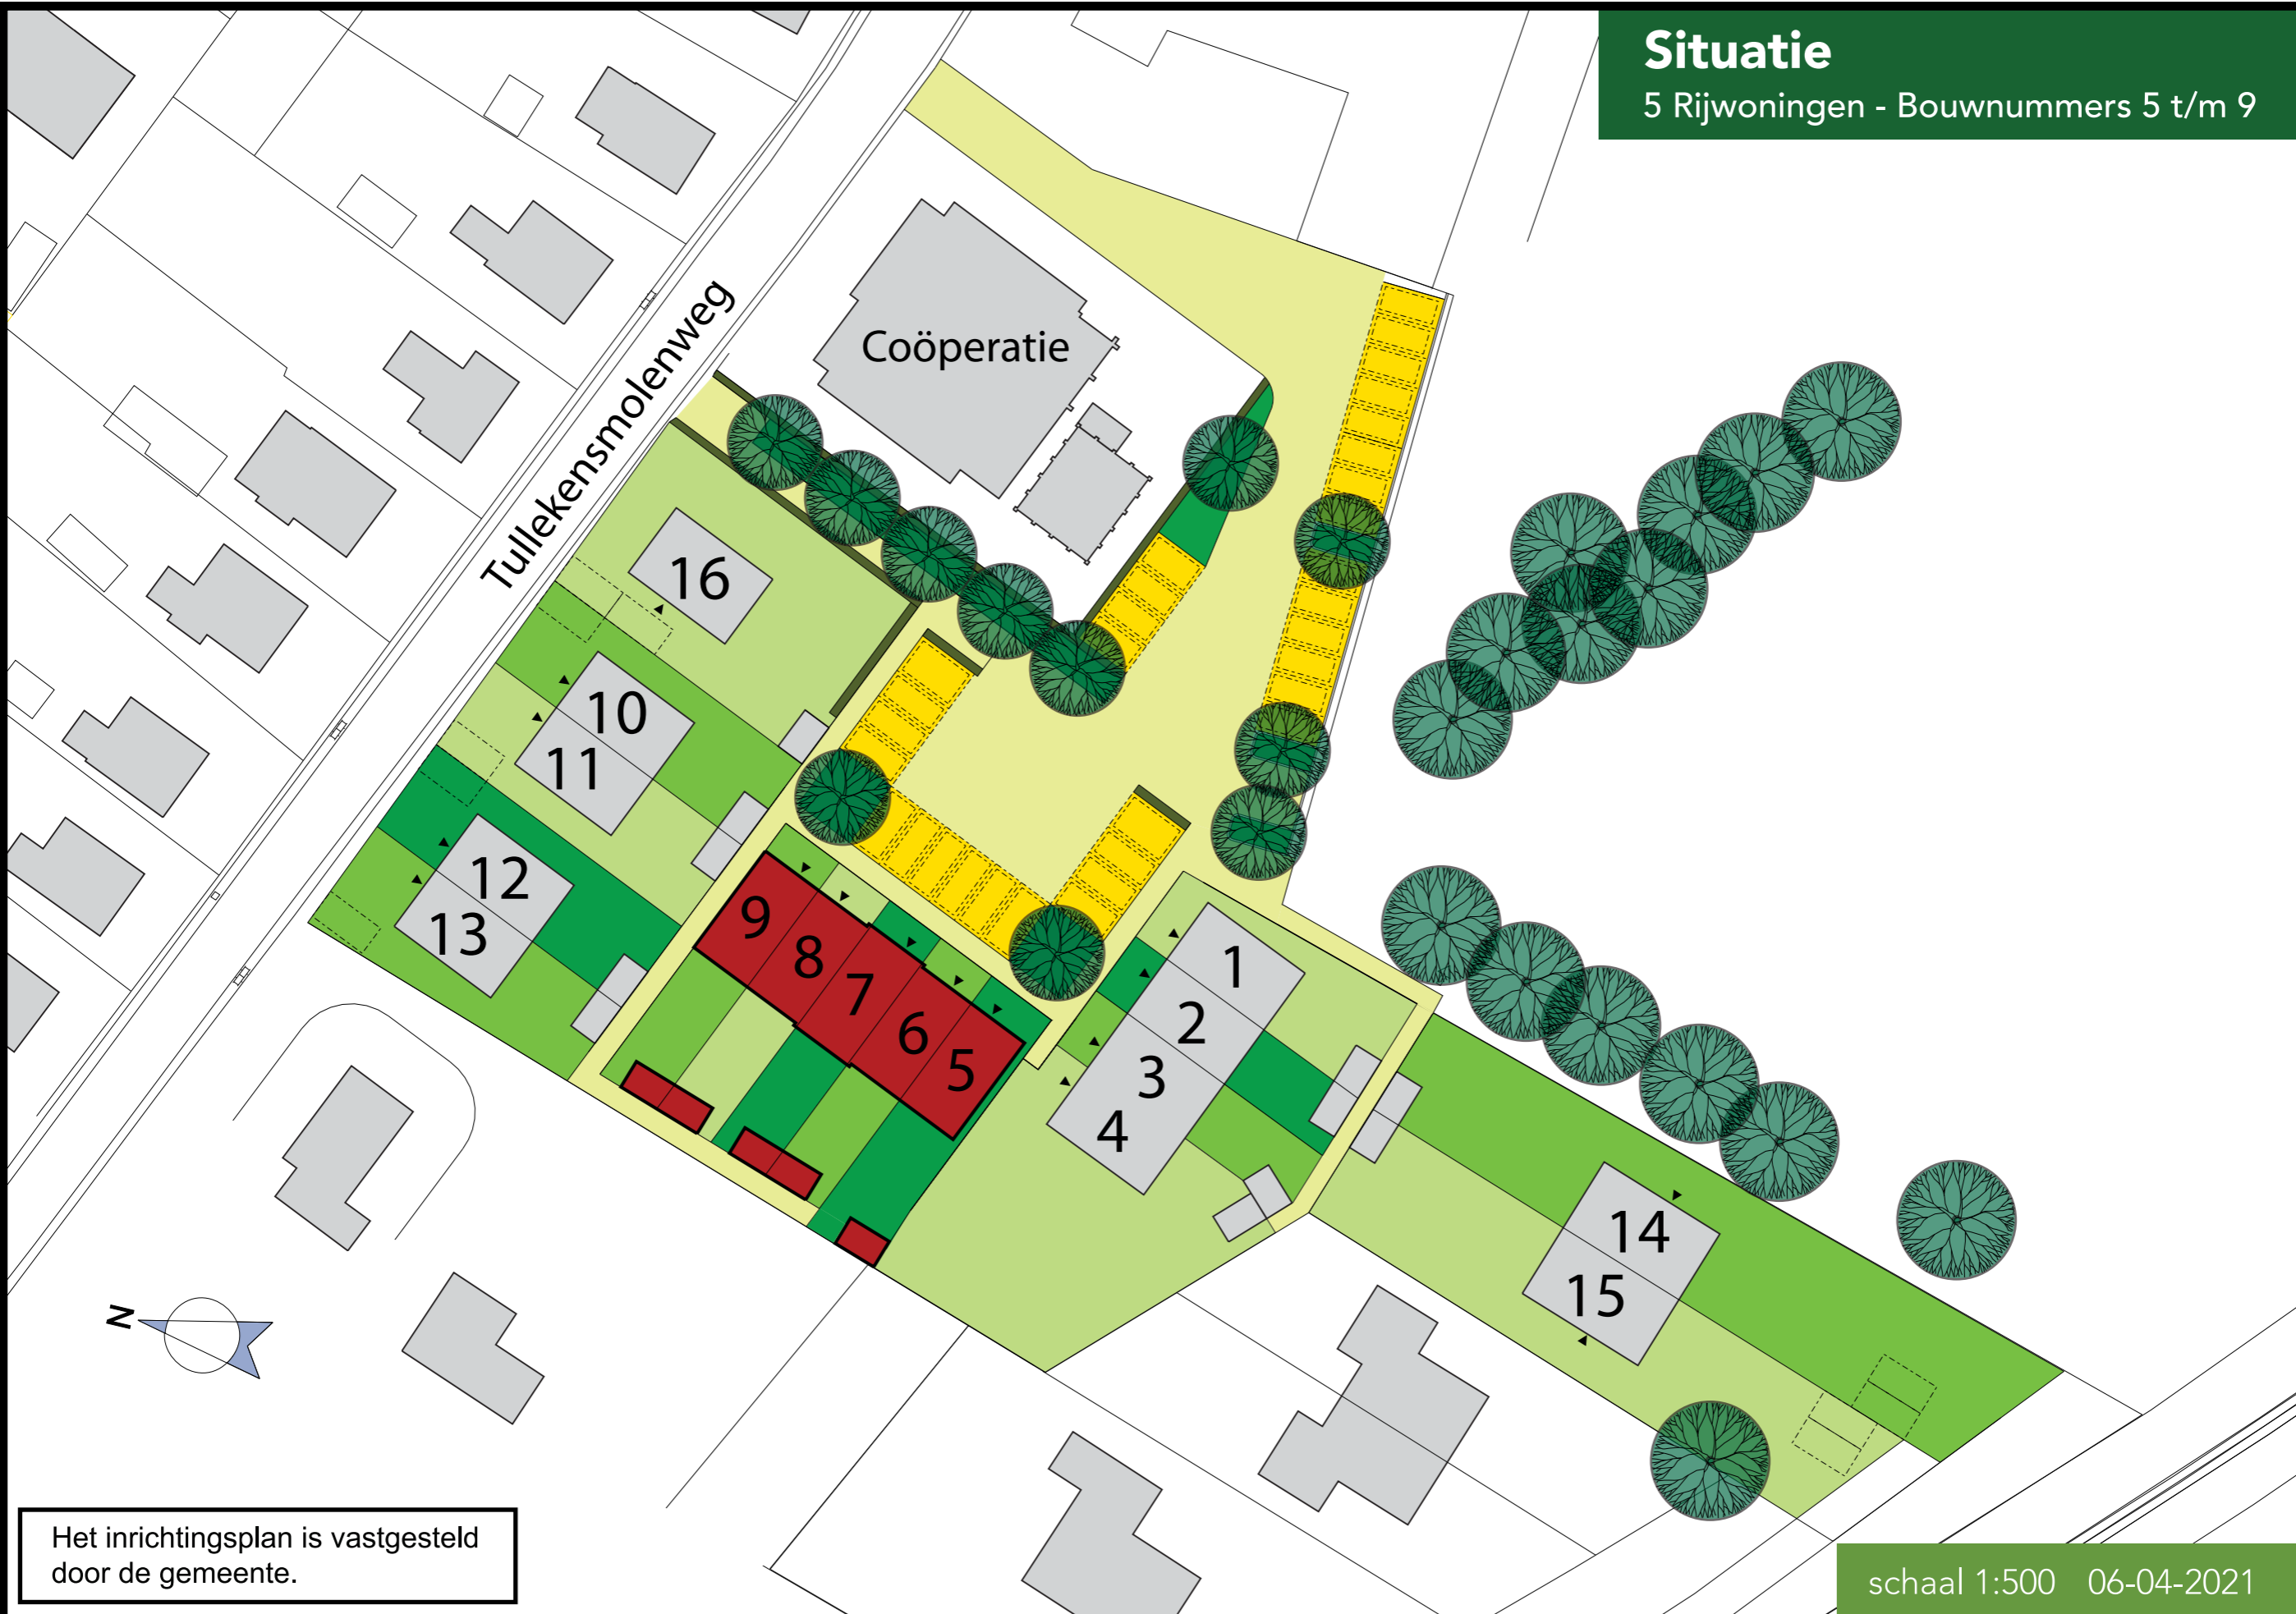 Situatie
5 Rijwoningen - Bouwnummers 5 t/m 9
Coöperatie
Tullekensmolenweg
16
10
11
12
13
9
8
7
6
5
1
2
3
4
14
15
N
Het inrichtingsplan is vastgesteld
door de gemeente.
schaal 1:500 06-04-2021